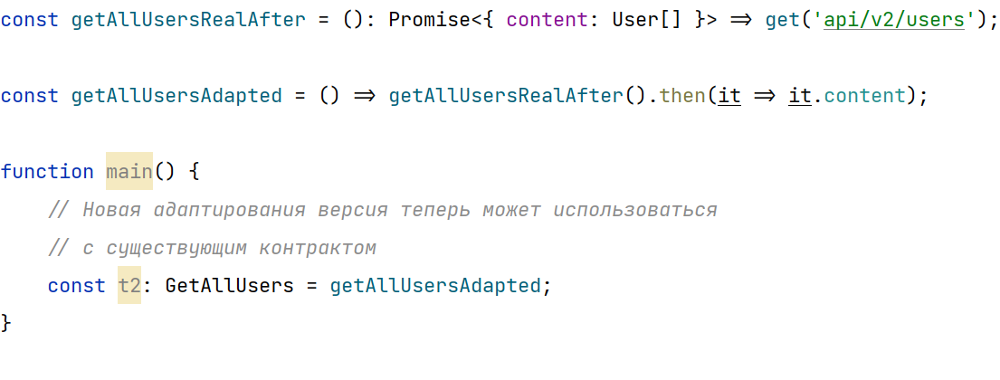 const getAllUsersRealAfter = (): Promise<{ content: User[] }> => get('api/v2/users');
const getAllUsersAdapted = () => getAllUsersRealAfter().then(it => it.content);
function main() {
// Новая адаптирования версия теперь может использоваться
// с существующим контрактом
const t2: GetAllUsers = getAllUsersAdapted;
}